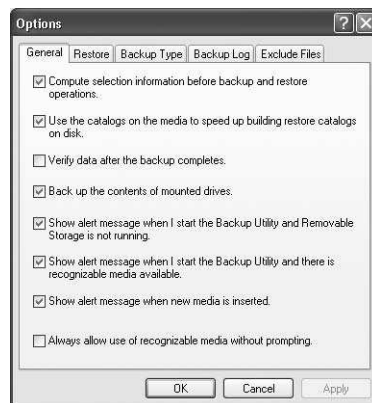 Options
General Restore Backup Type Backup Log Exclude Files
Compute selection information before backup and restore
operations.
Use the catalogs on the media to speed up building restore catalogs
on disk.
Verify data after the backup completes.
Back up the contents of mounted drives.
Show alert message when I start the Backup Utility and Removable
Storage is not running.
Show alert message when I start the Backup Utility and there is
recognizable media available.
Show alert message when new media is inserted.
Always allow use of recognizable media without prompting.
OK Cancel Apply